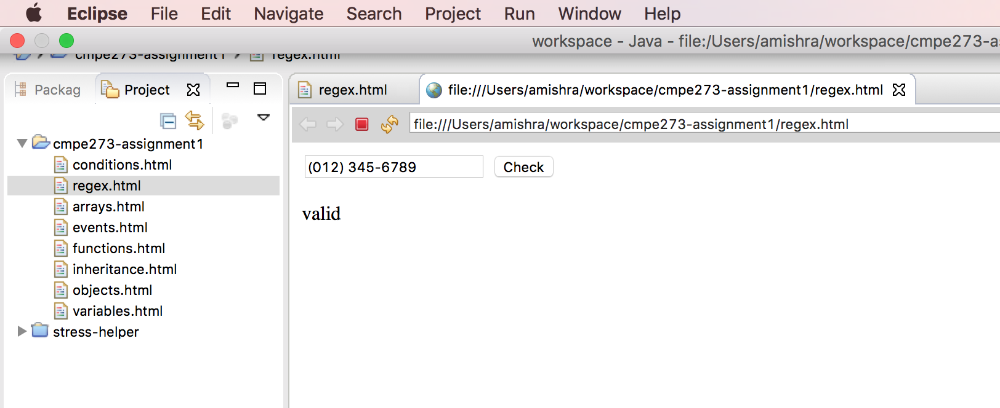 Eclipse File Edit Navigate Search Project Run Window Help
workspace - Java - file:/Users/amishra/workspace/cmpe273-a
cmpe273-assignment1 regex.html
Packag Project
regex.html file:///Users/amishra/workspace/cmpe273-assignment1/regex.html
file:///Users/amishra/workspace/cmpe273-assignment1/regex.html
cmpe273-assignment1
conditions.html
regex.html
arrays.html
events.html
functions.html
inheritance.html
objects.html
variables.html
stress-helper
(012) 345-6789 Check
valid